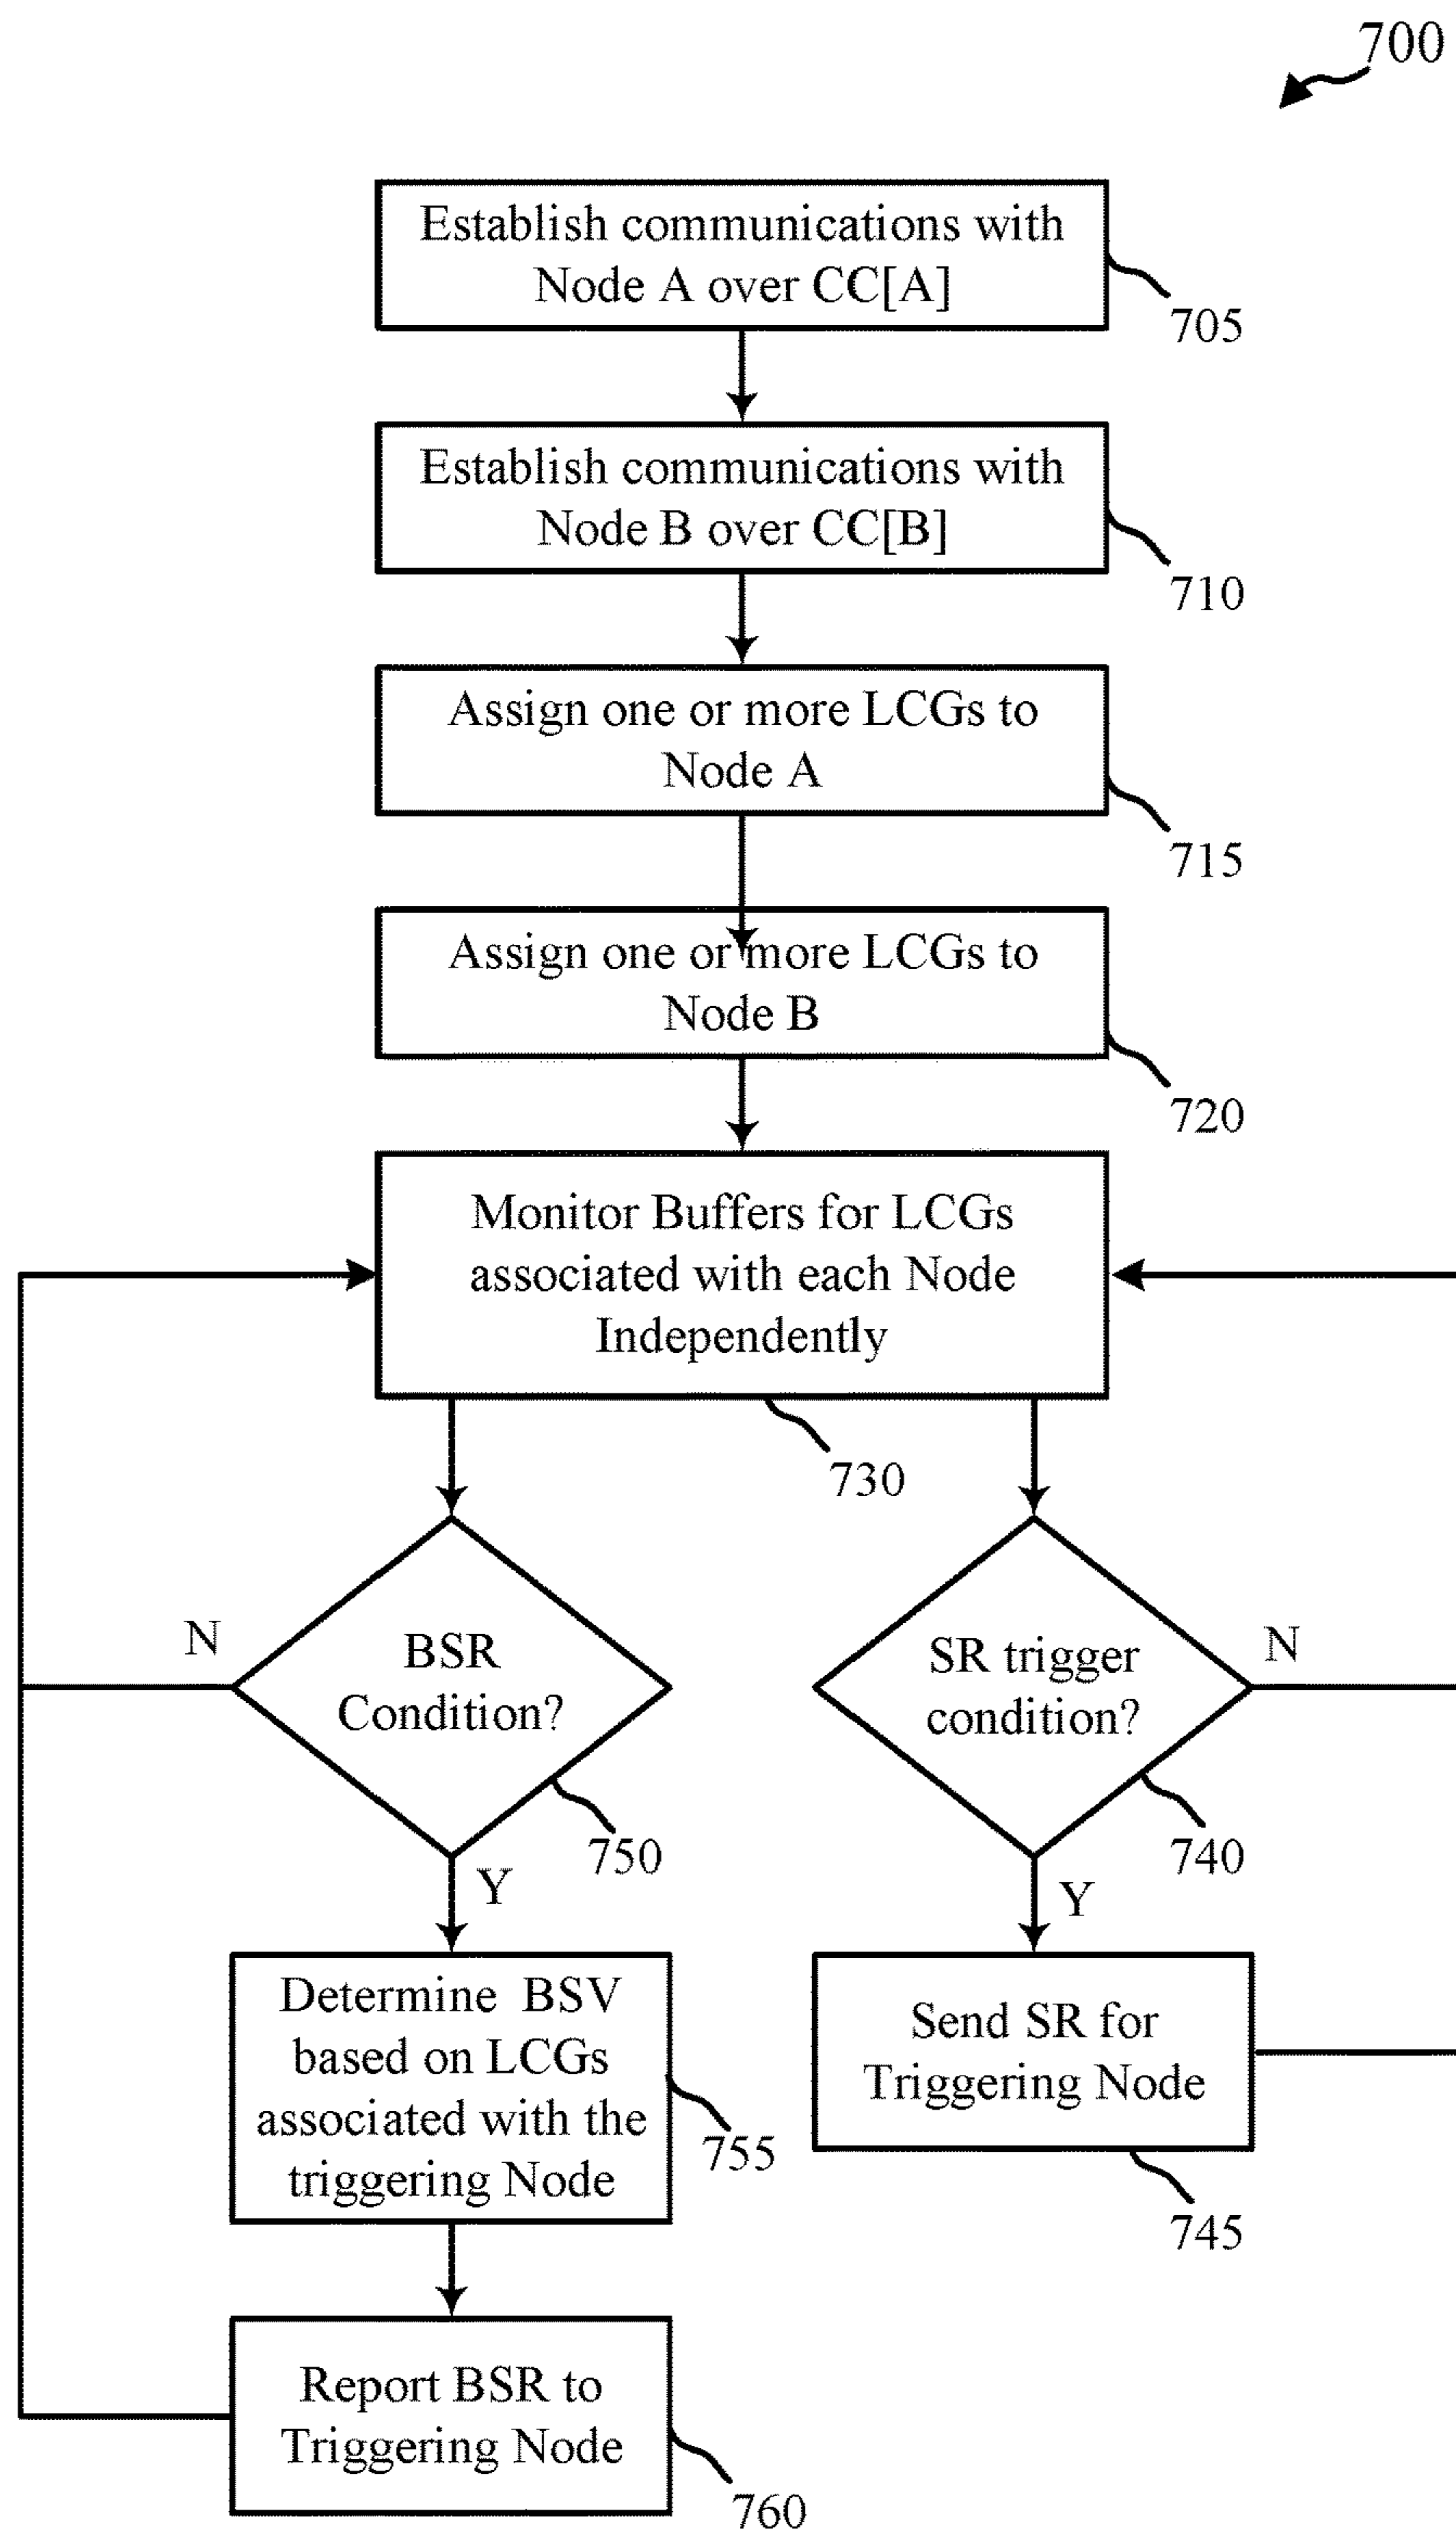 700
Establish communications with
Node A over CC[A]
705
Establish communications with
Node B over CC[B]
710
Assign one or more LCGs to
Node A
715
Assign one or more LCGs to
Node B
720
Monitor Buffers for LCGs
associated with each Node
Independently
730
N
BSR
Condition?
750
Y
SR trigger
condition?
N
740
Y
Determine BSV
based on LCGs
associated with the
triggering Node
755
Send SR for
Triggering Node
745
Report BSR to
Triggering Node
760